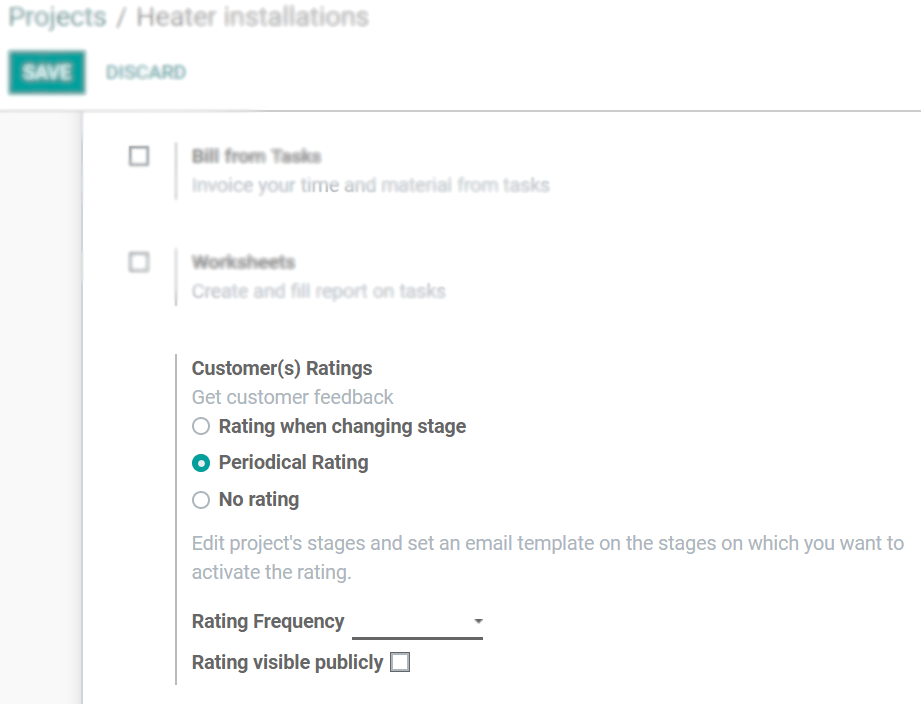 Projects / Heater installations
SAVE DISCARD
Bill from Tasks
Invoice your time and material from tasks
Worksheets
Create and fill report on tasks
Customer(s) Ratings
Get customer feedback
Rating when changing stage
Periodical Rating
No rating
Edit project's stages and set an email template on the stages on which you want to
activate the rating.
Rating Frequency
Rating visible publicly